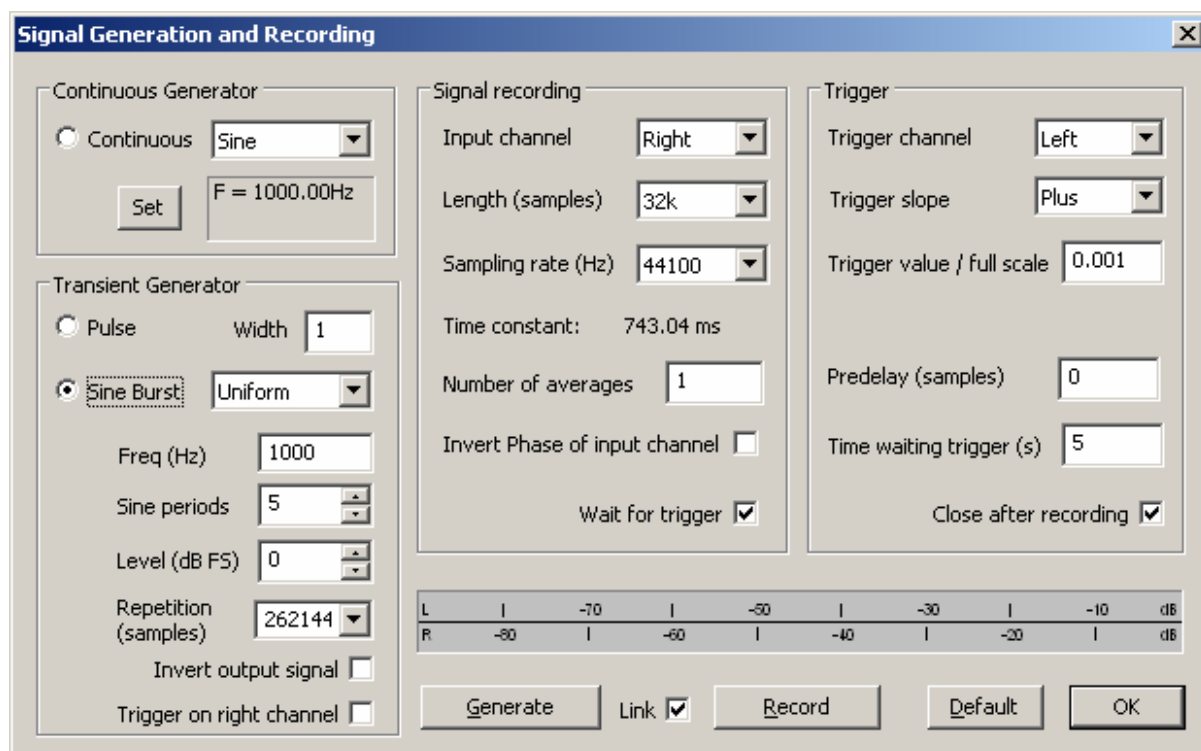 Signal Generation and Recording
Continuous Generator
Continuous Sine
Set F = 1000.00Hz
Transient Generator
Pulse Width 1
Sine Burst Uniform
Freq (Hz) 1000
Sine periods 5
Level (dB FS) 0
Repetition
(samples) 262144
Invert output signal
Trigger on right channel
Signal recording
Input channel Right
Length (samples) 32k
Sampling rate (Hz) 44100
Time constant: 743.04 ms
Number of averages 1
Invert Phase of input channel
Wait for trigger
Trigger
Trigger channel Left
Trigger slope Plus
Trigger value / full scale 0.001
Predelay (samples) 0
Time waiting trigger (s) 5
Close after recording
L -70 -50 -30 -10 dB
R -80 -60 -40 -20 dB
Generate Link Record Default OK